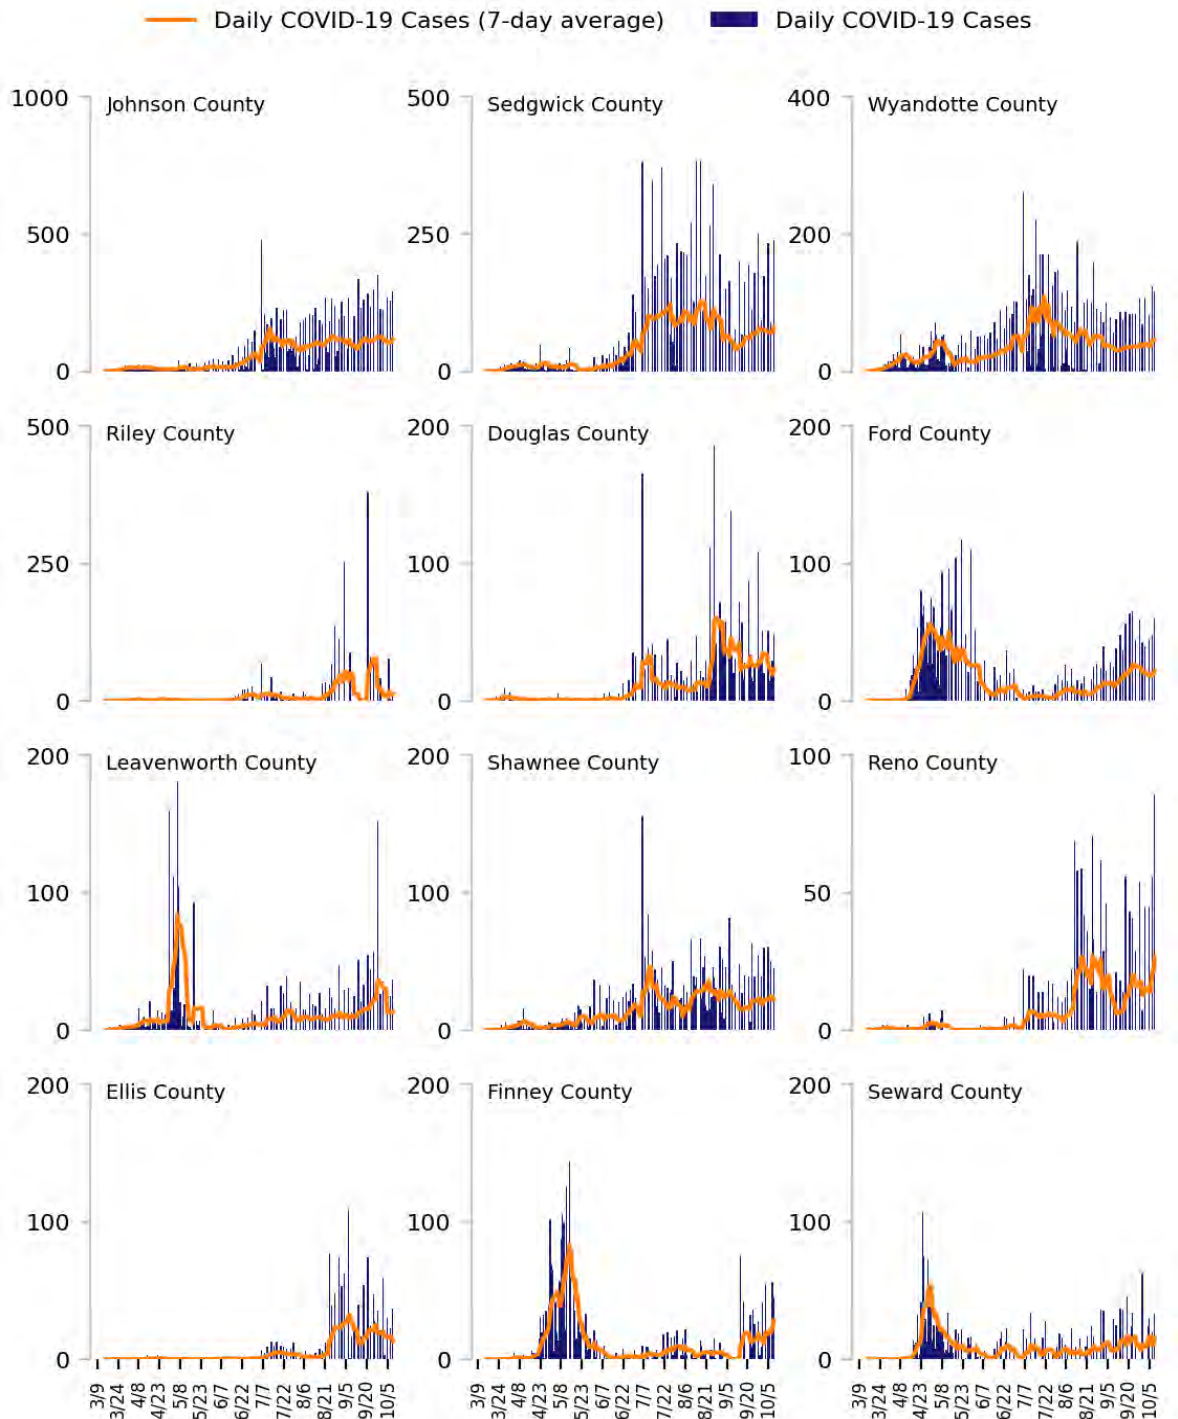 Daily COVID-19 Cases (7-day average) Daily COVID-19 Cases
1000 Johnson County 500 Sedgwick County 400 Wyandotte County
500 250 200
0 0 0
500 Riley County 200 Douglas County 200 Ford County
250 100 100
0 0 0
200 Leavenworth County 200 Shawnee County 100 Reno County
100 100 50
0 0 0
200 Ellis County 200 Finney County 200 Seward County
100 100 100
0 0 0
3/9 3/24 4/8 4/23 5/8 5/23 6/7 6/22 7/7 7/22 8/6 8/21 9/5 9/20 10/5 3/9 3/24 4/8 4/23 5/8 5/23 6/7 6/22 7/7 7/22 8/6 8/21 9/5 9/20 10/5 3/9 3/24 4/8 4/23 5/8 5/23 6/7 6/22 7/7 7/22 8/6 8/21 9/5 9/20 10/5